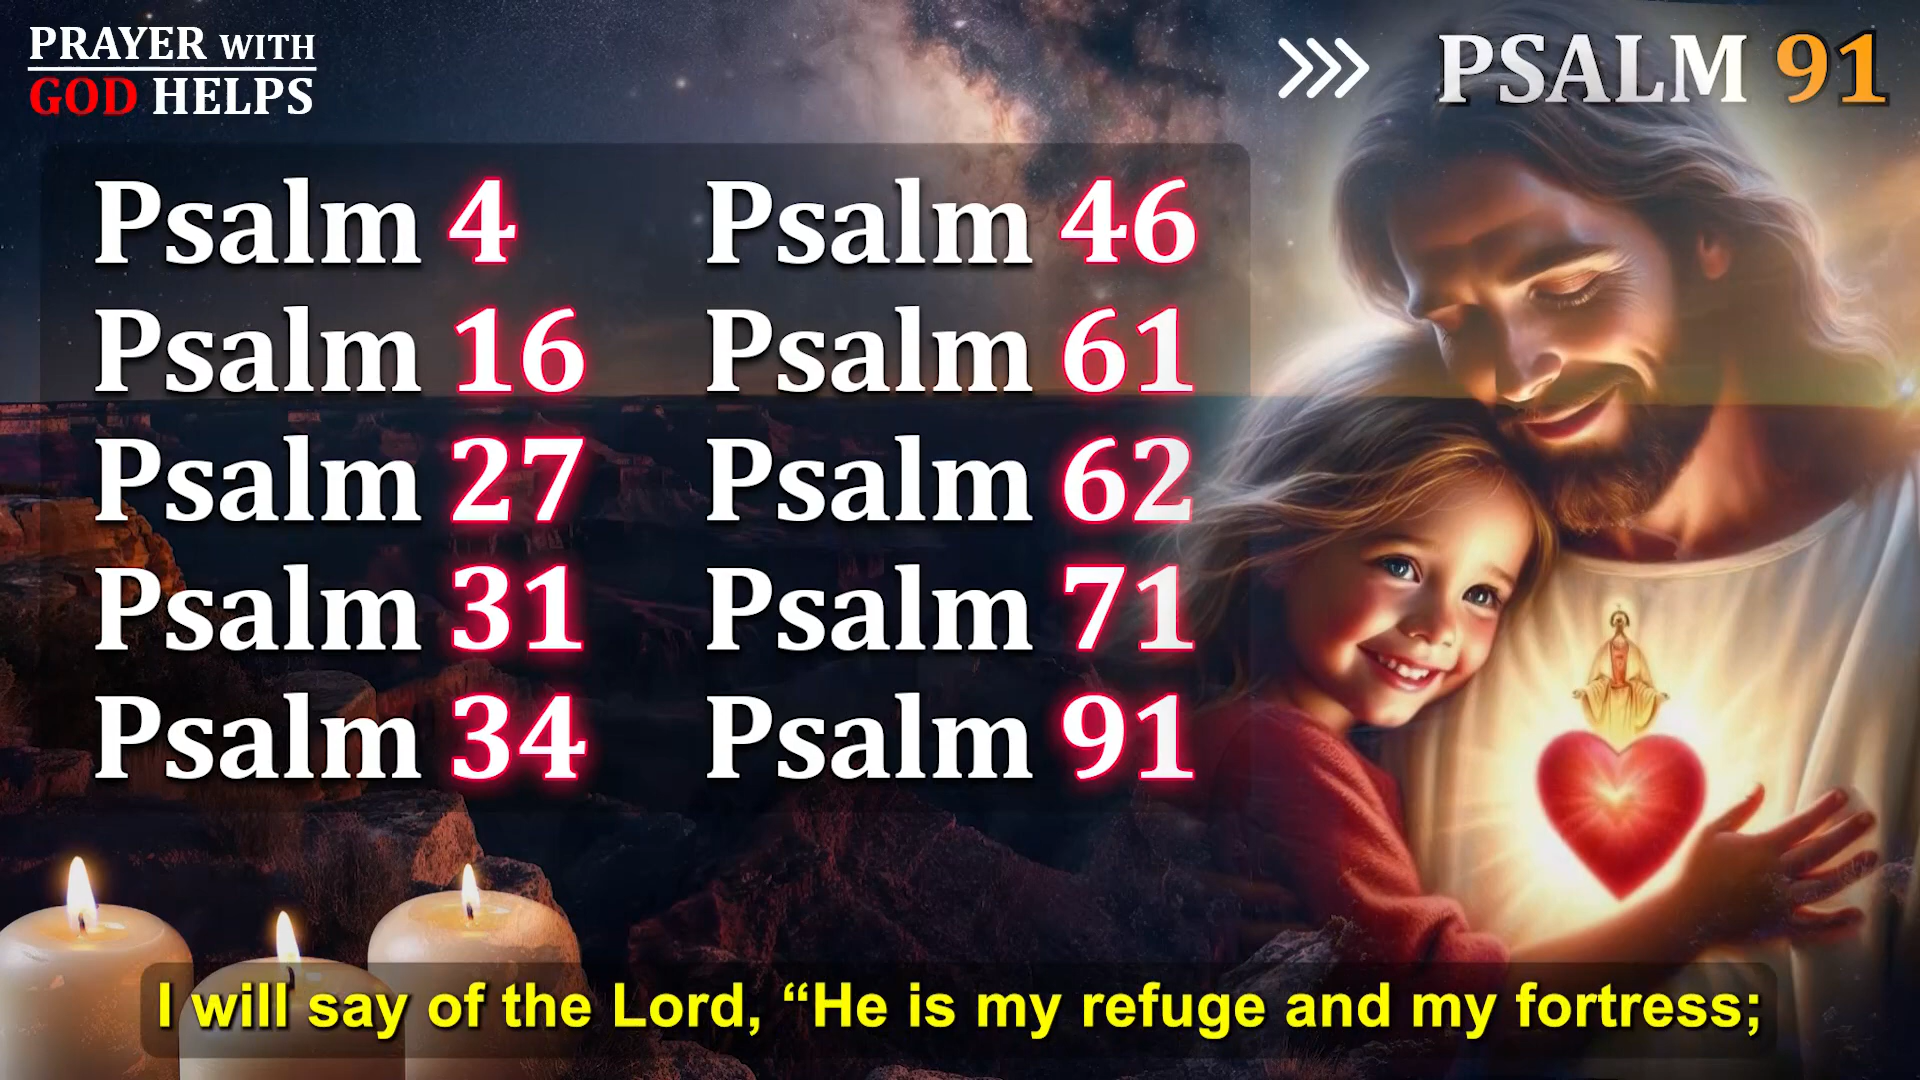 PRAYER WITH
GOD HELPS
PSALM 91
Psalm 4
Psalm 16
Psalm 27
Psalm 31
Psalm 34
Psalm 46
Psalm 61
Psalm 62
Psalm 71
Psalm 91
I will say of the Lord, “He is my refuge and my fortress;